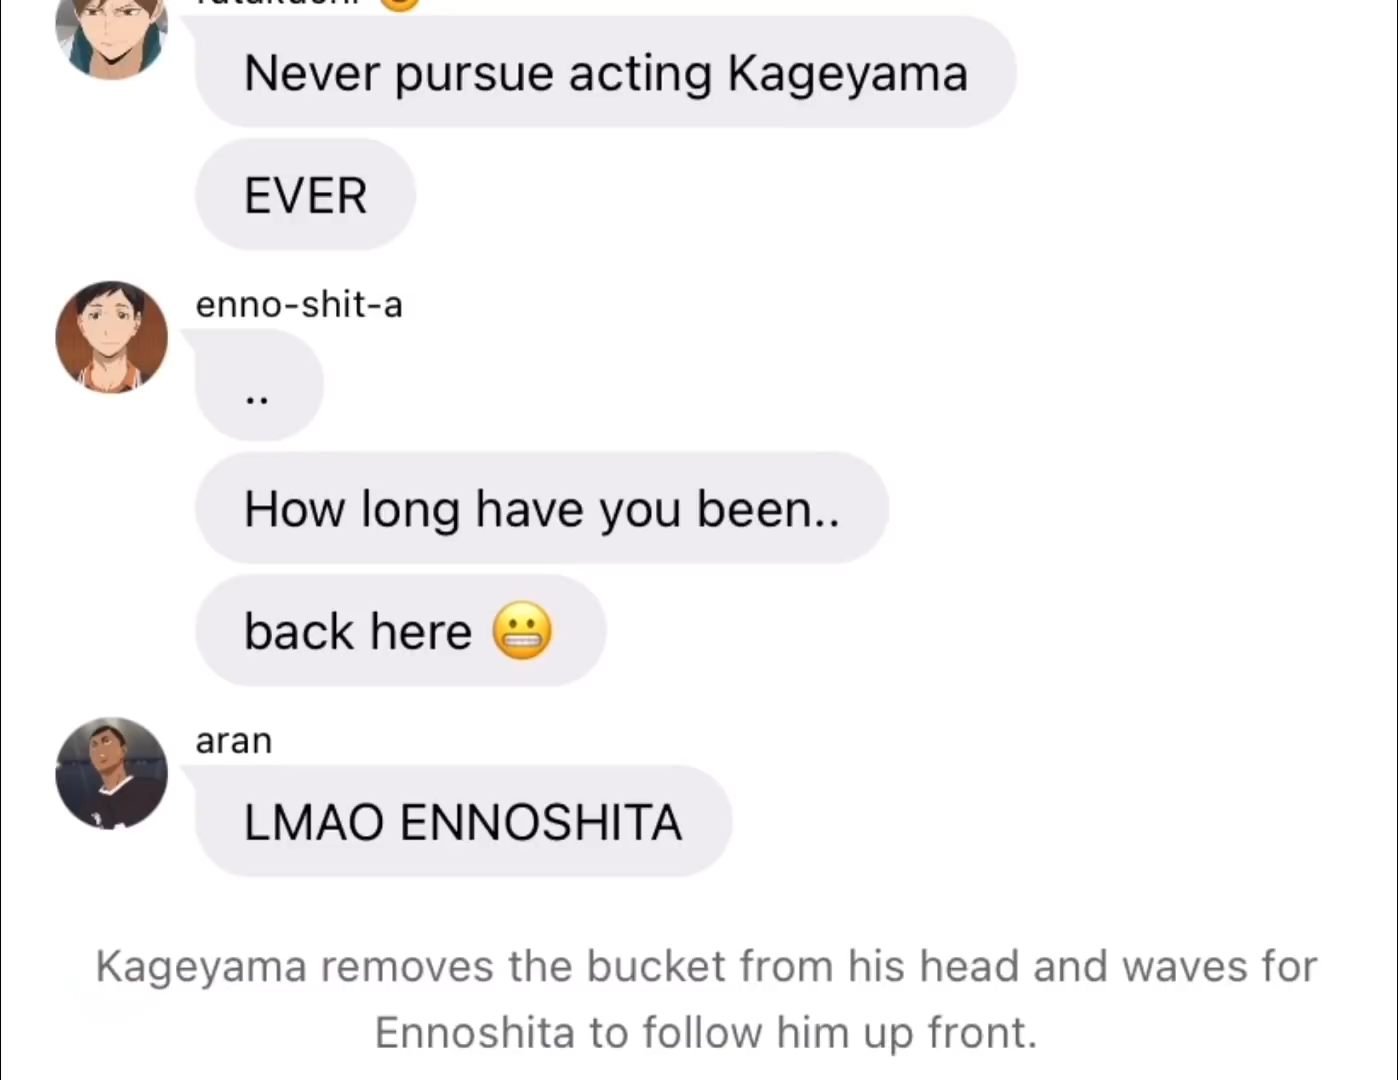 Never pursue acting Kageyama
EVER
enno-shit-a
..
How long have you been..
back here 😬
aran
LMAO ENNOSHITA
Kageyama removes the bucket from his head and waves for
Ennoshita to follow him up front.